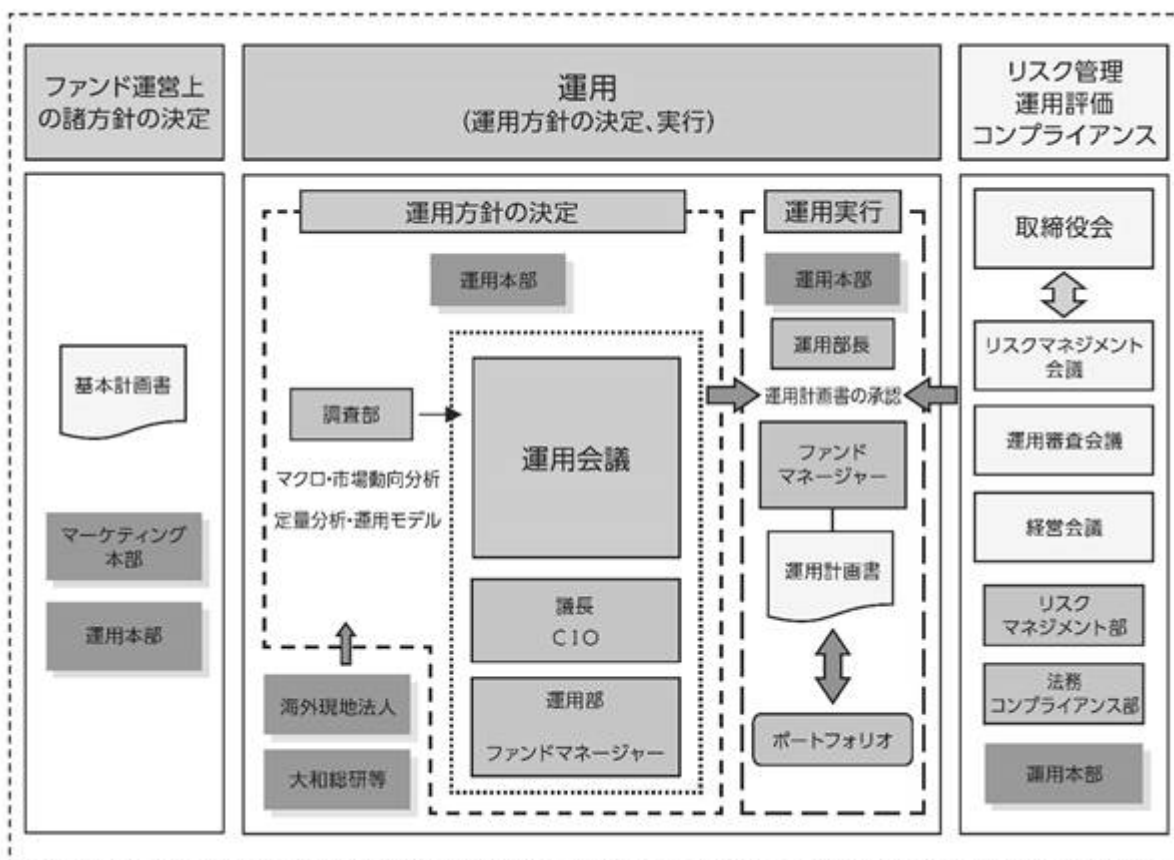 ファンド運営上
の諸方針の決定
運用
(運用方針の決定、実行)
リスク管理
運用評価
コンプライアンス
基本計画書
マーケティング
本部
運用本部
運用方針の決定
運用本部
調査部
マクロ・市場動向分析
定量分析・運用モデル
運用会議
議長
CIO
運用部
ファンドマネージャー
海外現地法人
大和総研等
運用実行
運用本部
運用部長
運用計画書の承認
ファンド
マネージャー
運用計画書
ポートフォリオ
取締役会
リスクマネジメント
会議
運用審査会議
経営会議
リスク
マネジメント部
法務
コンプライアンス部
運用本部